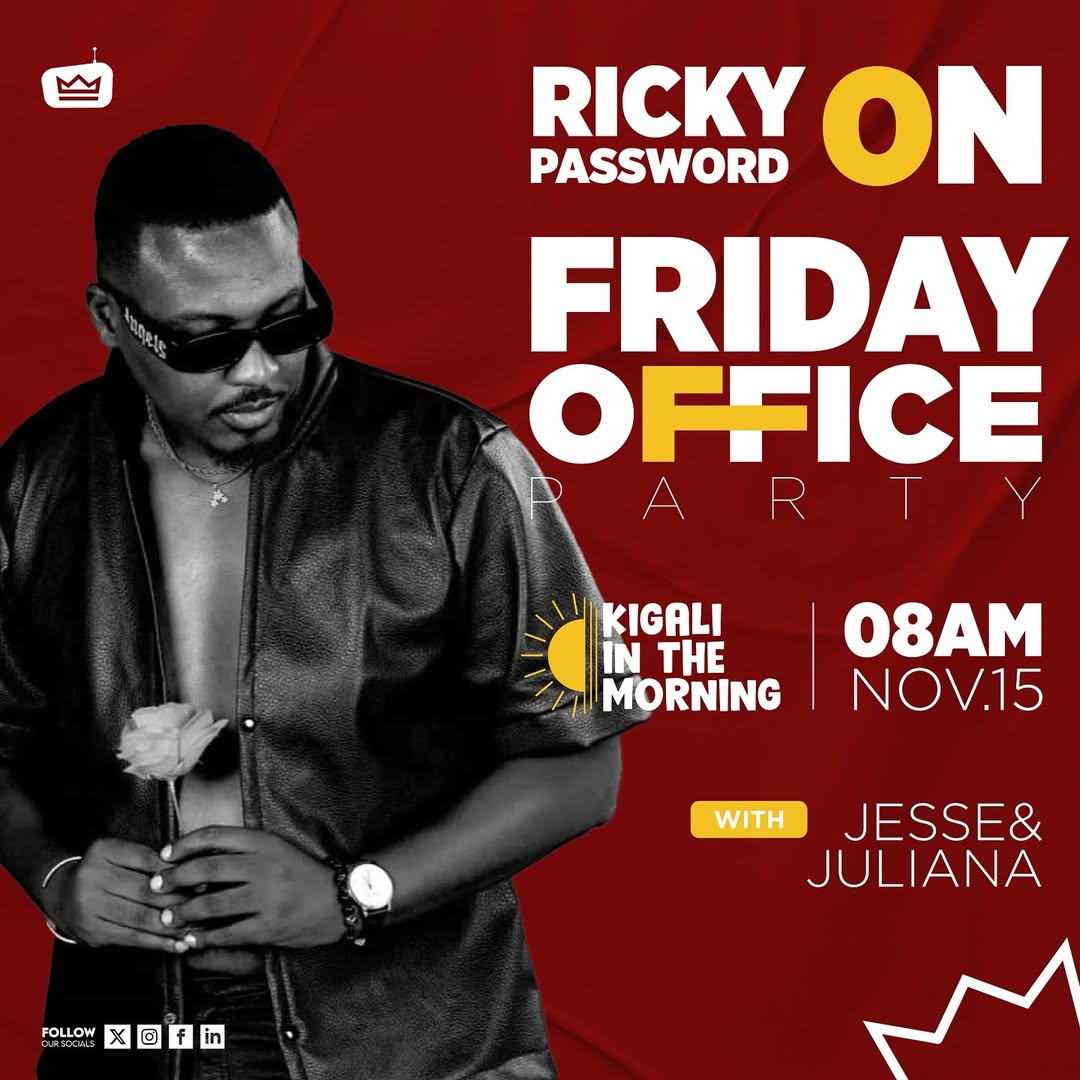 RICKY
PASSWORD
ON
FRIDAY
OFFICE
PARTY
KIGALI
IN THE
MORNING
08AM
NOV.15
WITH
JESSE&
JULIANA
angels
FOLLOW
OUR SOCIALS
X
f
in